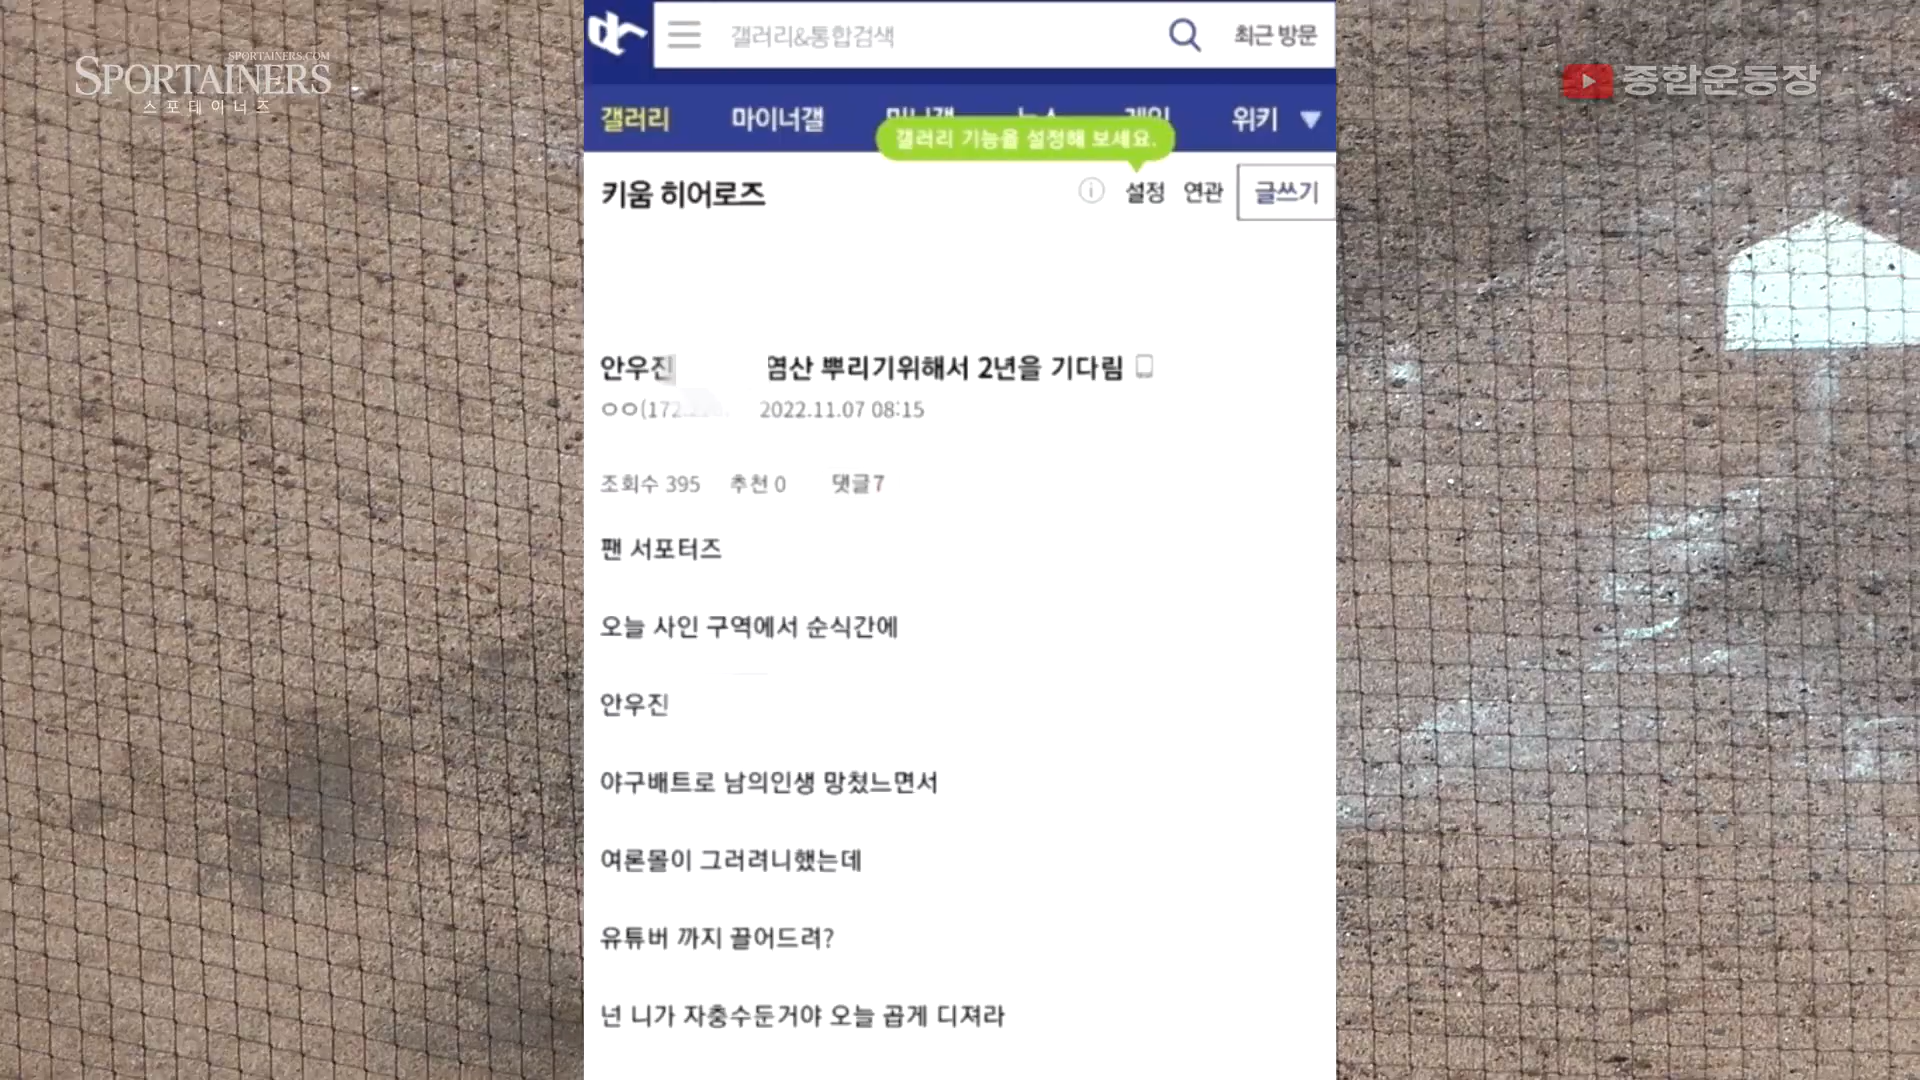 SPORTAINERS.COM
SPORTAINERS
스포테이너즈
종합운동장
갤러리&통합검색
최근 방문
갤러리 마이너갤 위키
갤러리 기능을 설정해 보세요.
키움 히어로즈
설정 연관 글쓰기
안우진 염산 뿌리기위해서 2년을 기다림
ㅇㅇ(172. 2022.11.07 08:15
조회수 395 추천 0 댓글 7
팬 서포터즈
오늘 사인 구역에서 순식간에
안우진
야구배트로 남의인생 망쳤느면서
여론몰이 그러려니했는데
유튜버 까지 끌어드려?
넌 니가 자충수둔거야 오늘 곱게 디져라